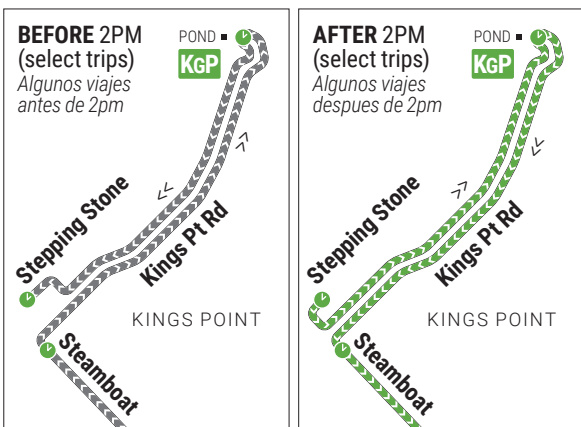 BEFORE 2PM
(select trips)
Algunos viajes
antes de 2pm
POND
KGP
<<
>>
Stepping Stone
Kings Pt Rd
KINGS POINT
Steamboat
AFTER 2PM
(select trips)
Algunos viajes
despues de 2pm
POND
KGP
>>
<<
Stepping Stone
Kings Pt Rd
KINGS POINT
Steamboat